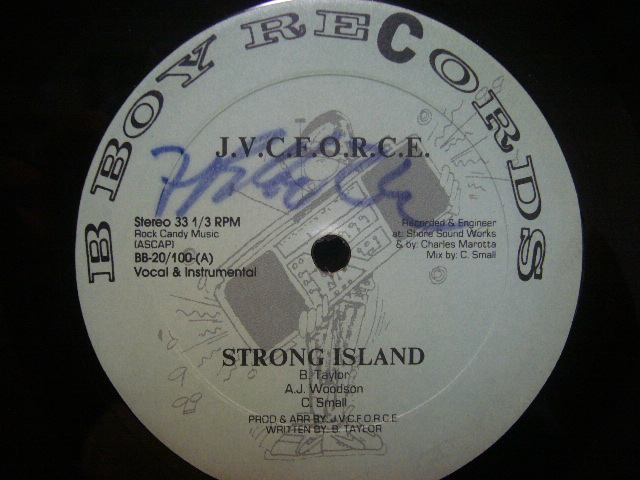 B BOY RECORDS
J.V.C.F.O.R.C.E.
Stereo 33 1/3 RPM
Rock Candy Music
(ASCAP)
BB-20/100-(A)
Vocal & Instrumental
Recorded & Engineer
at: Shore Sound Works
& by: Charles Marotta
Mix by: C. Small
STRONG ISLAND
B. Taylor
A.J. Woodson
C. Small
PROD & ARR BY: J.V.C.F.O.R.C.E
WRITTEN BY: B. TAYLOR